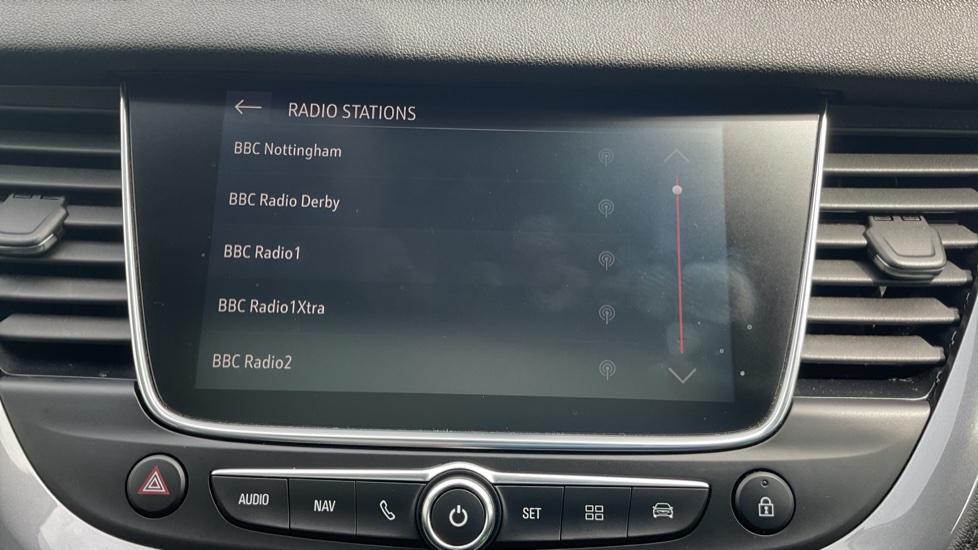 RADIO STATIONS
BBC Nottingham
BBC Radio Derby
BBC Radio1
BBC Radio1Xtra
BBC Radio2
AUDIO
NAV
SET